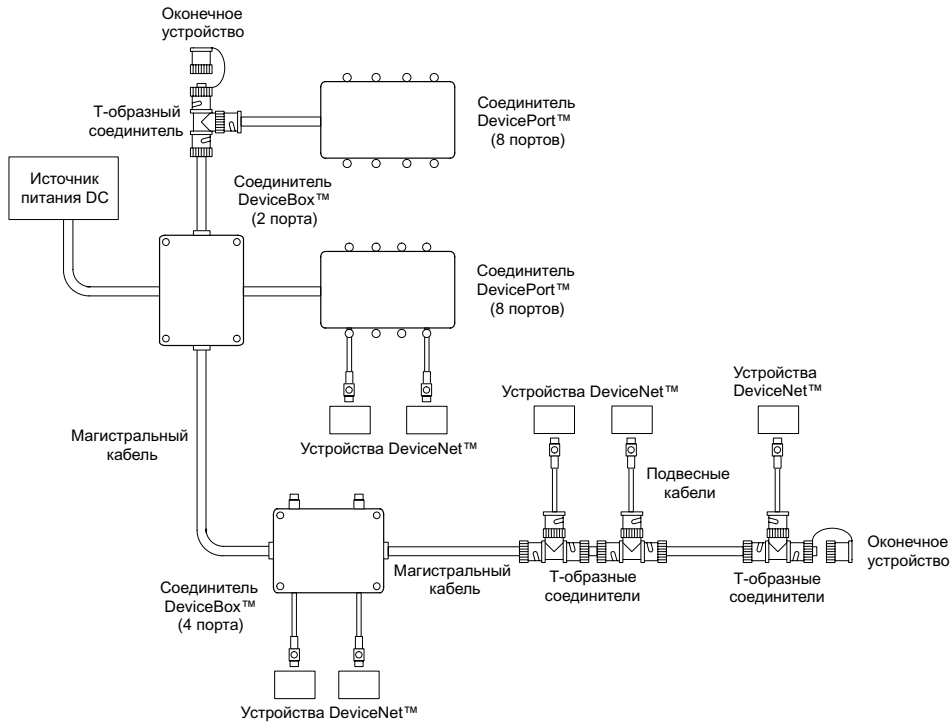 Оконечное
устройство
Т-образный
соединитель
Соединитель
DevicePort™
(8 портов)
Источник
питания DC
Соединитель
DeviceBox™
(2 порта)
Соединитель
DevicePort™
(8 портов)
Устройства DeviceNet™
Магистральный
кабель
Устройства DeviceNet™
Устройства
DeviceNet™
Подвесные
кабели
Оконечное
устройство
Магистральный
кабель
Т-образные
соединители
Т-образные
соединители
Соединитель
DeviceBox™
(4 порта)
Устройства DeviceNet™